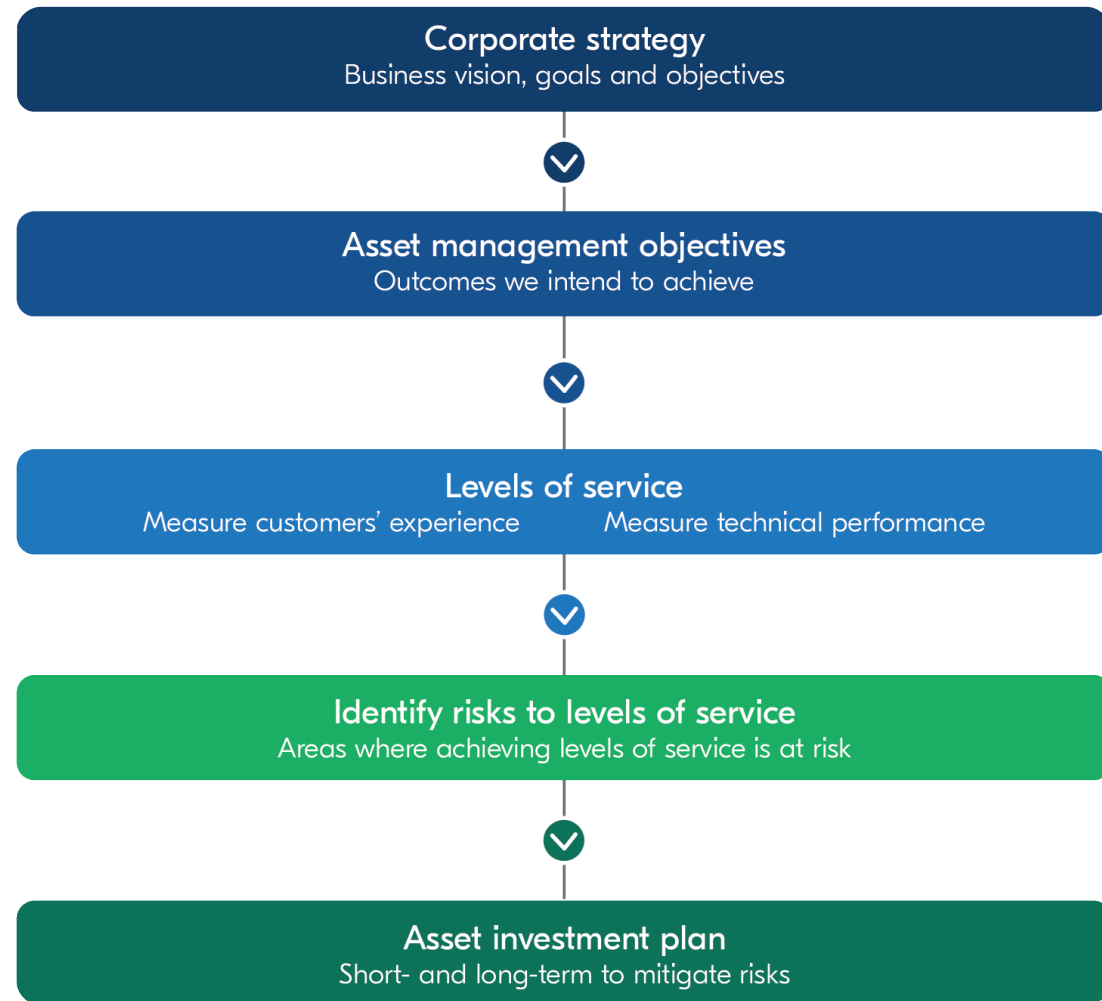 Corporate strategy
Business vision, goals and objectives
Asset management objectives
Outcomes we intend to achieve
Levels of service
Measure customers’ experience Measure technical performance
Identify risks to levels of service
Areas where achieving levels of service is at risk
Asset investment plan
Short- and long-term to mitigate risks